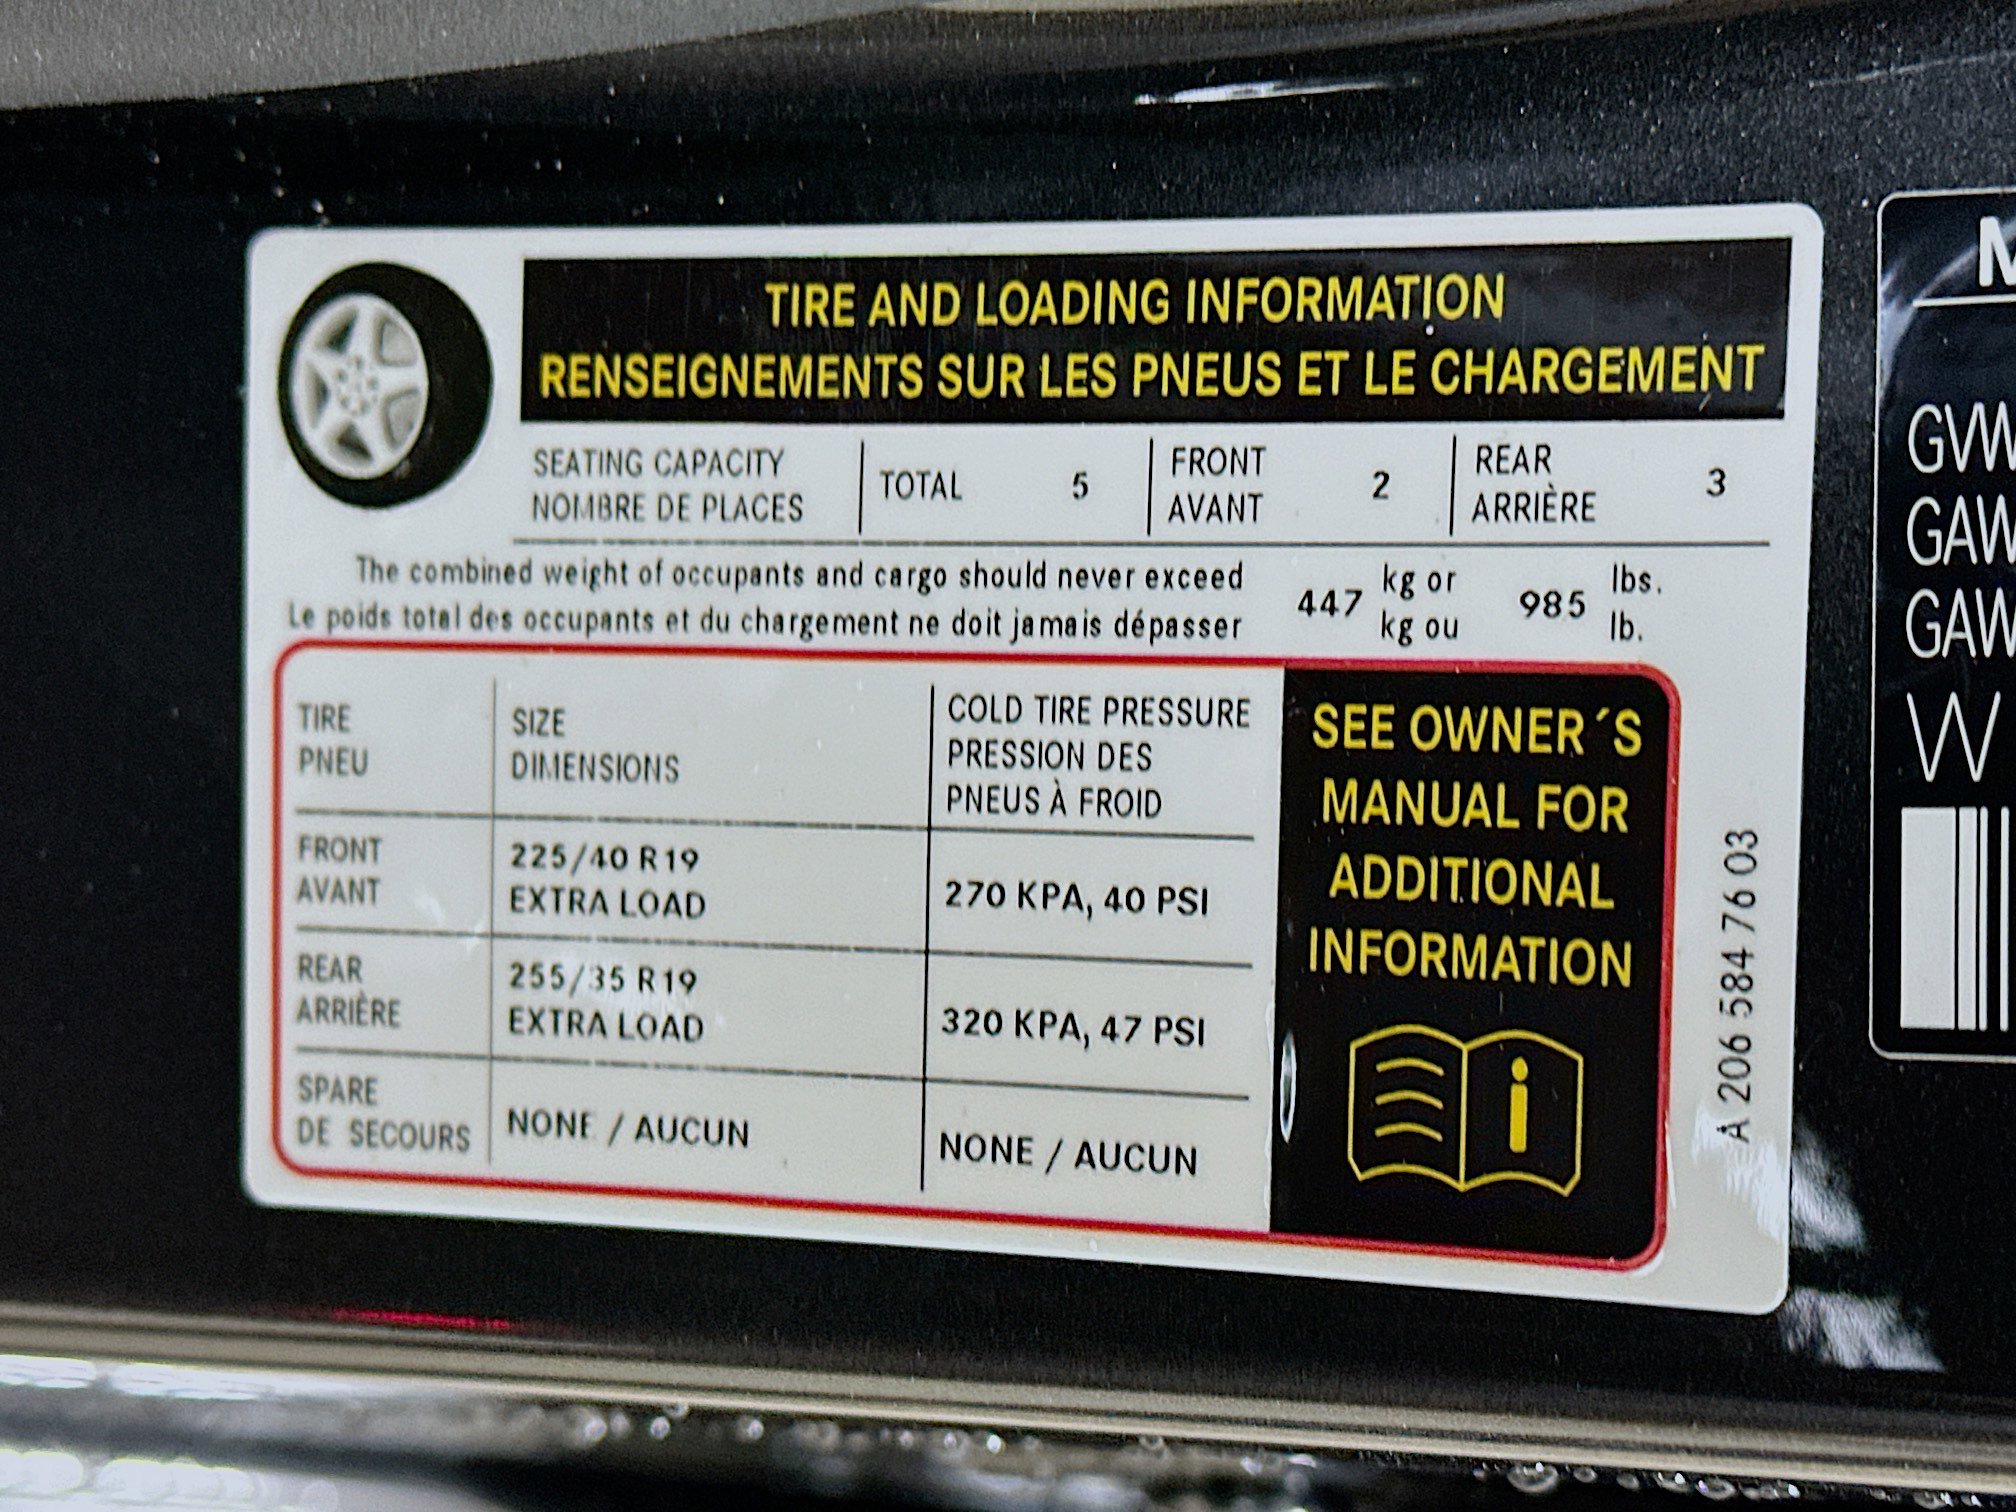 TIRE AND LOADING INFORMATION
RENSEIGNEMENTS SUR LES PNEUS ET LE CHARGEMENT
SEATING CAPACITY
NOMBRE DE PLACES
TOTAL 5
FRONT
AVANT
2
REAR
ARRIÈRE
3
The combined weight of occupants and cargo should never exceed
Le poids total des occupants et du chargement ne doit jamais dépasser
447
kg or
kg ou
985
lbs.
lb.
TIRE
PNEU
SIZE
DIMENSIONS
COLD TIRE PRESSURE
PRESSION DES
PNEUS À FROID
FRONT
AVANT
225/40 R19
EXTRA LOAD
270 KPA, 40 PSI
REAR
ARRIÈRE
255/35 R19
EXTRA LOAD
320 KPA, 47 PSI
SPARE
DE SECOURS
NONE / AUCUN
NONE / AUCUN
SEE OWNER´S
MANUAL FOR
ADDITIONAL
INFORMATION
A 206 584 76 03
W